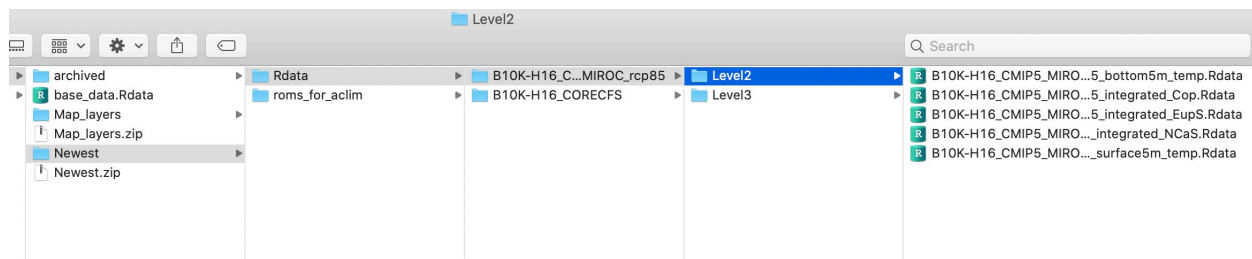 Level2
Search
archived
base_data.Rdata
Map_layers
Map_layers.zip
Newest
Newest.zip
Rdata
roms_for_aclim
B10K-H16_C...MIROC_rcp85
B10K-H16_CORECFS
Level2
Level3
B10K-H16_CMIP5_MIRO...5_bottom5m_temp.Rdata
B10K-H16_CMIP5_MIRO...5_integrated_Cop.Rdata
B10K-H16_CMIP5_MIRO...5_integrated_EupS.Rdata
B10K-H16_CMIP5_MIRO..._integrated_NCaS.Rdata
B10K-H16_CMIP5_MIRO..._surface5m_temp.Rdata